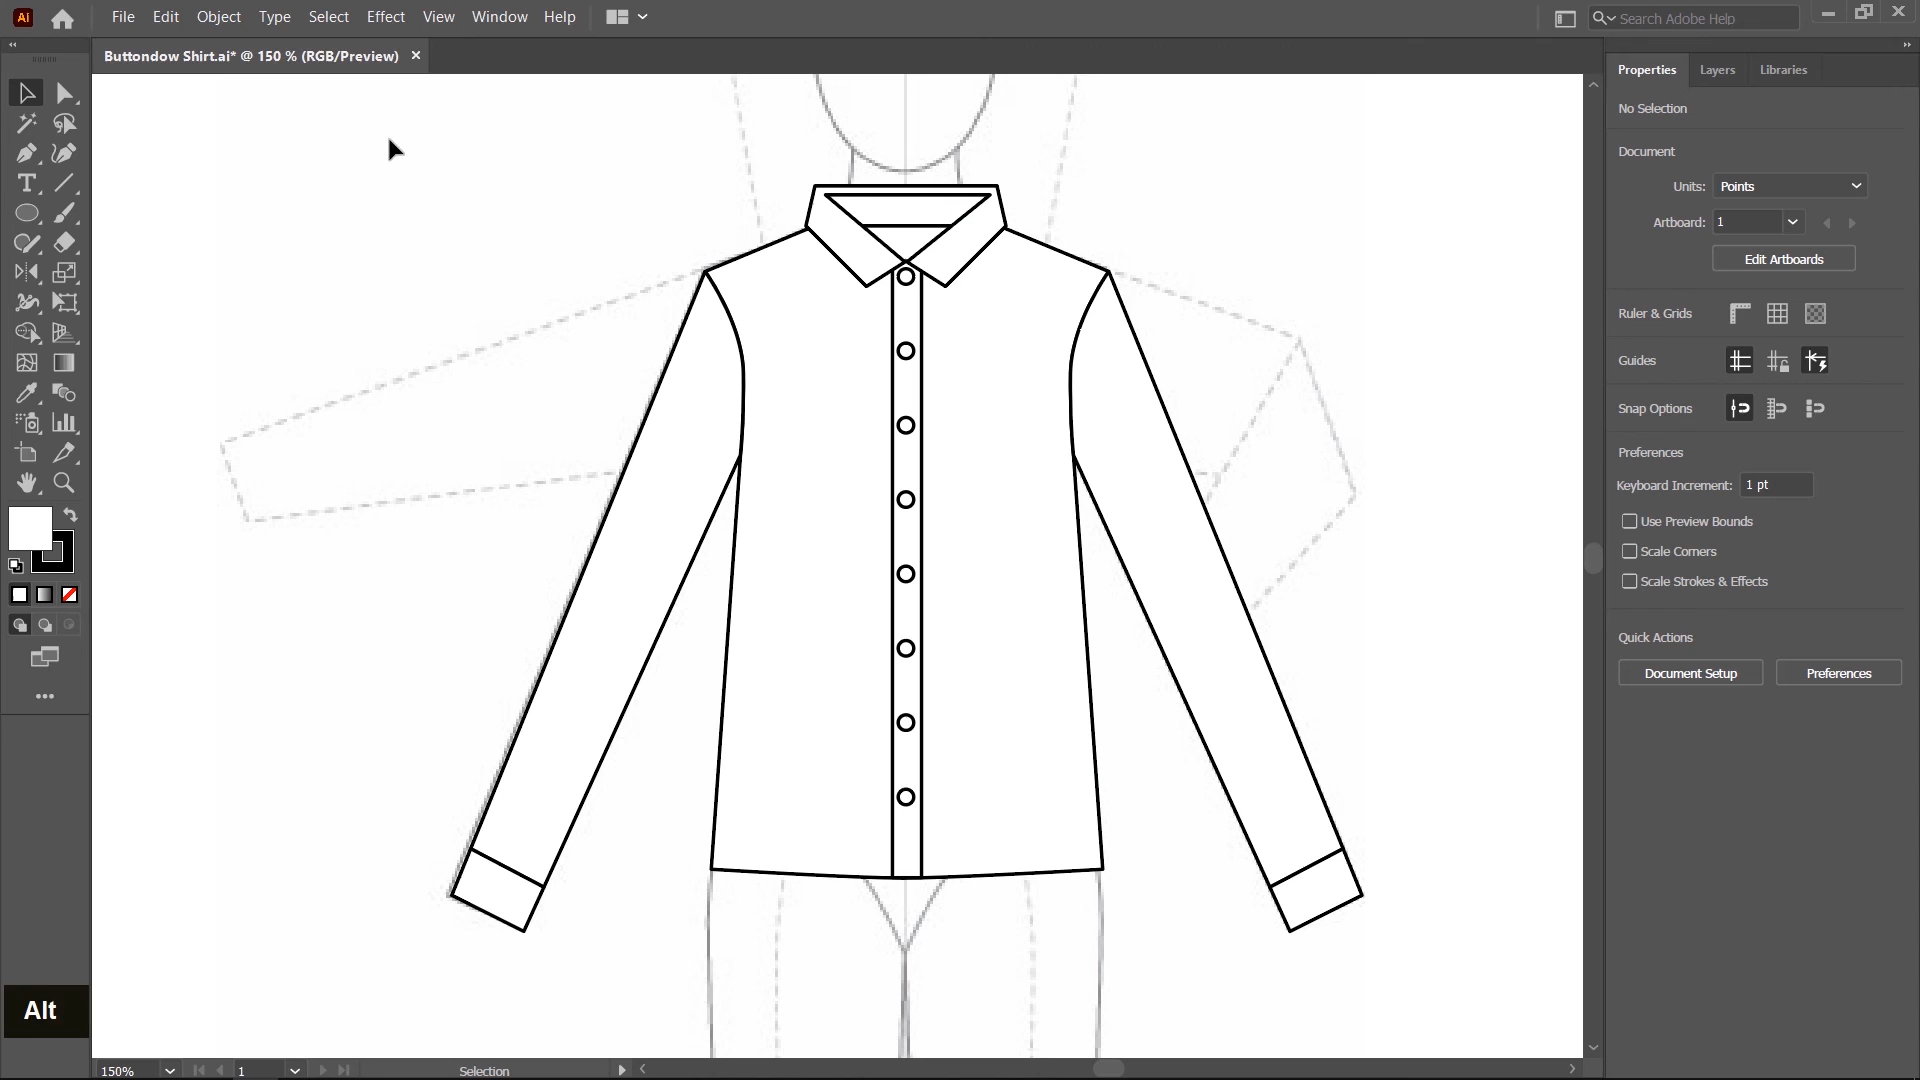 Ai File Edit Object Type Select Effect View Window Help Search Adobe Help
Buttondow Shirt.ai* @ 150 % (RGB/Preview) ×
Properties Layers Libraries
No Selection
Document
Units: Points
Artboard: 1
Edit Artboards
Ruler & Grids
Guides
Snap Options
Preferences
Keyboard Increment: 1 pt
Use Preview Bounds
Scale Corners
Scale Strokes & Effects
Quick Actions
Document Setup Preferences
Alt
150% 1 Selection